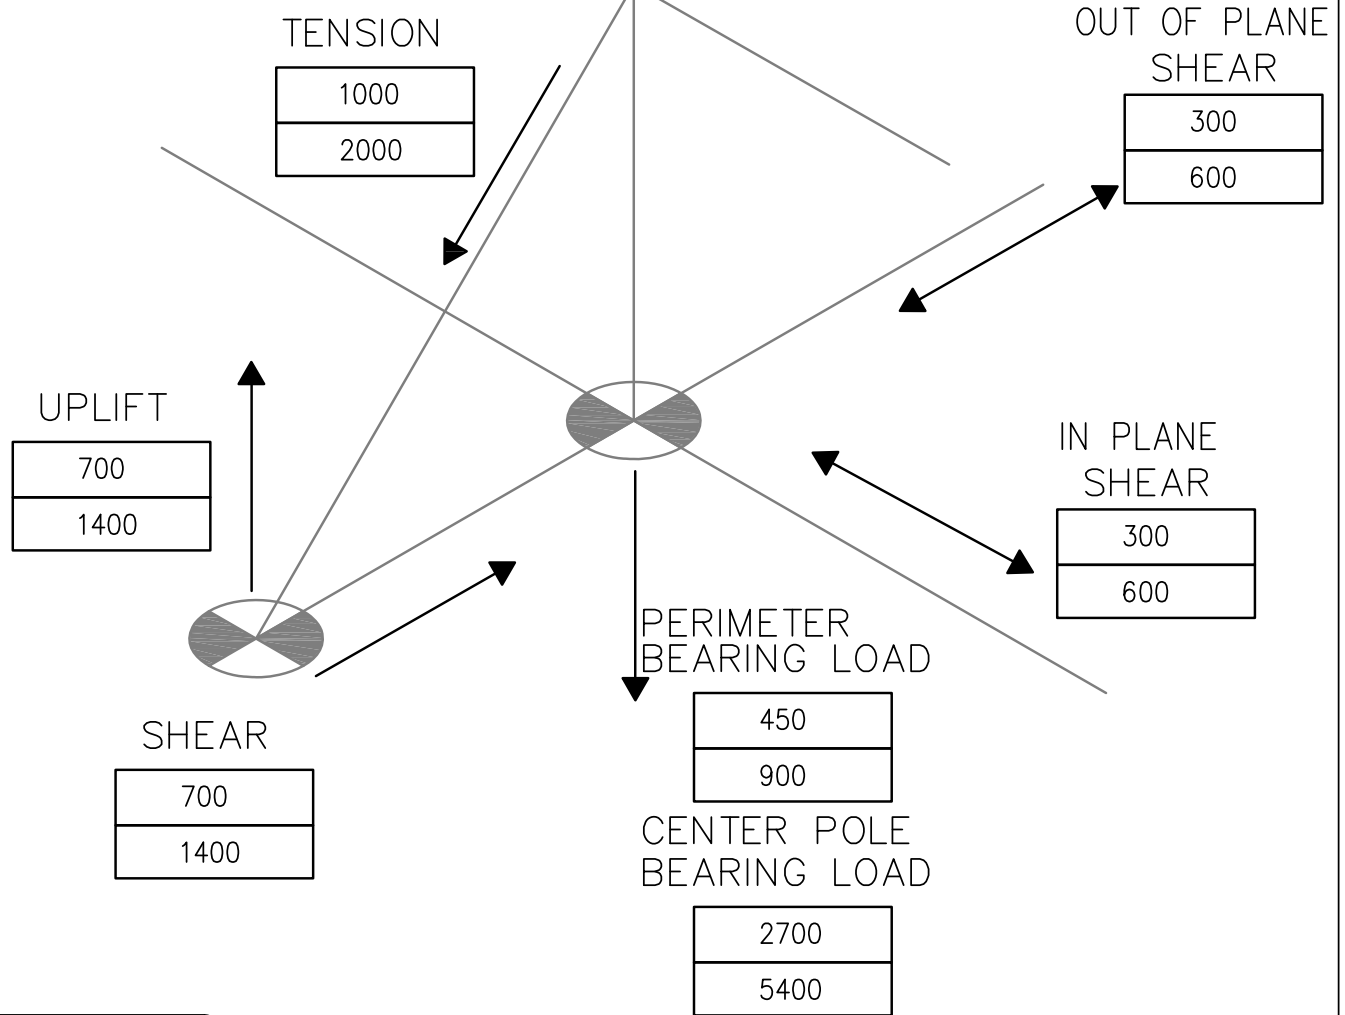 TENSION
1000
2000
OUT OF PLANE
SHEAR
300
600
UPLIFT
700
1400
IN PLANE
SHEAR
300
600
PERIMETER
BEARING LOAD
450
900
SHEAR
700
1400
CENTER POLE
BEARING LOAD
2700
5400